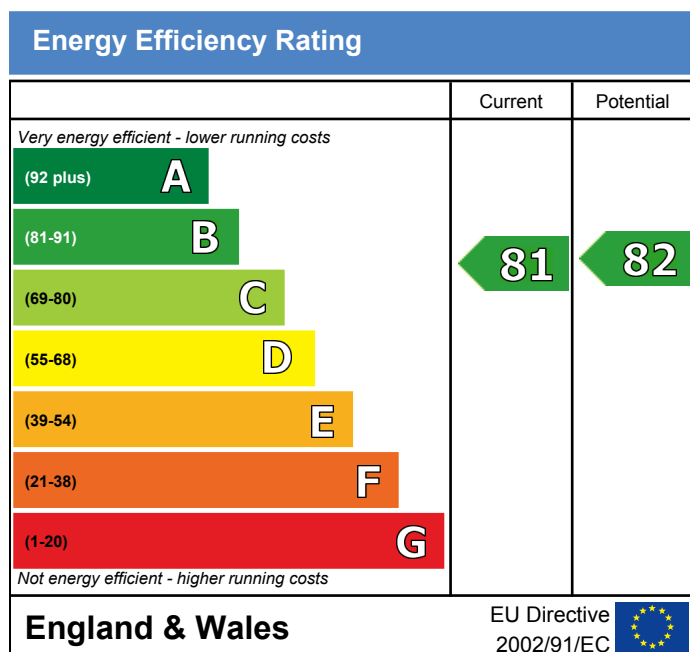 Energy Efficiency Rating
Current Potential
Very energy efficient - lower running costs
(92 plus) A
(81-91) B
81 82
(69-80) C
(55-68) D
(39-54) E
(21-38) F
(1-20) G
Not energy efficient - higher running costs
England & Wales
EU Directive
2002/91/EC